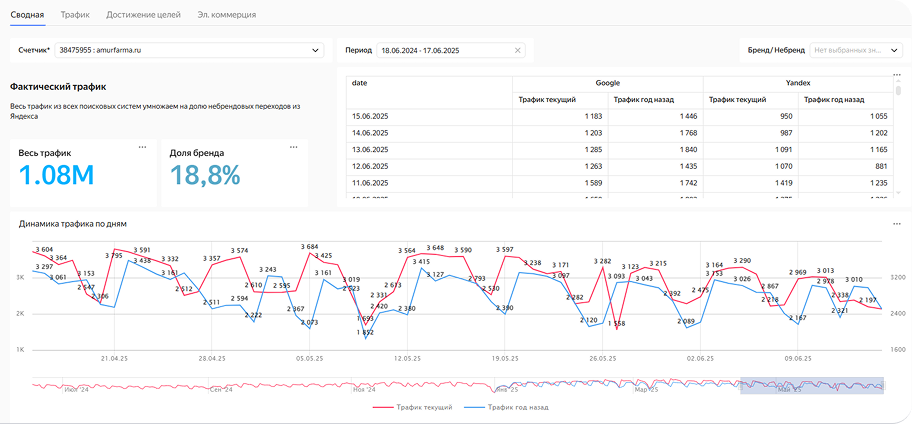 Сводная Трафик Достижение целей Эл. коммерция
Счетчик* 38475955 : amurfarma.ru Период 18.06.2024 - 17.06.2025 Бренд/ Небренд Нет выбранных зн...
Фактический трафик
Весь трафик из всех поисковых систем умножаем на долю небрендовых переходов из
Яндекса
Весь трафик
1.08M
Доля бренда
18,8%
date Google Yandex
Трафик текущий Трафик год назад Трафик текущий Трафик год назад
15.06.2025 1 183 1 446 950 1 055
14.06.2025 1 203 1 768 987 1 202
13.06.2025 1 285 1 840 1 091 1 165
12.06.2025 1 263 1 435 1 070 881
11.06.2025 1 589 1 742 1 419 1 235
Динамика трафика по дням
3 604 3 364 3 297 3 061 3 153 2 547 2 306 3 795 3 591 3 438 3 332 3 161 2 512 3 357 2 511 3 574 2 594 2 610 2 222 3 243 2 595 2 367 3 684 2 073 3 425 3 161 3 019 2 523 1 693 1 852 2 331 2 420 2 613 3 564 2 380 3 415 3 648 3 127 3 590 2 793 2 530 3 597 2 390 3 238 3 171 3 097 2 282 2 120 3 282 3 093 1 558 3 123 3 215 2 392 2 089 2 475 3 164 3 153 3 290 3 026 2 867 2 218 2 969 2 167 3 013 2 978 2 338 2 321 3 010 2 197
3K 3200
2K 2400
1K 1600
21.04.25 28.04.25 05.05.25 12.05.25 19.05.25 26.05.25 02.06.25 09.06.25
Июл '24 Сен '24 Ноя '24 Янв '25 Мар '25 Май '25
Трафик текущий Трафик год назад